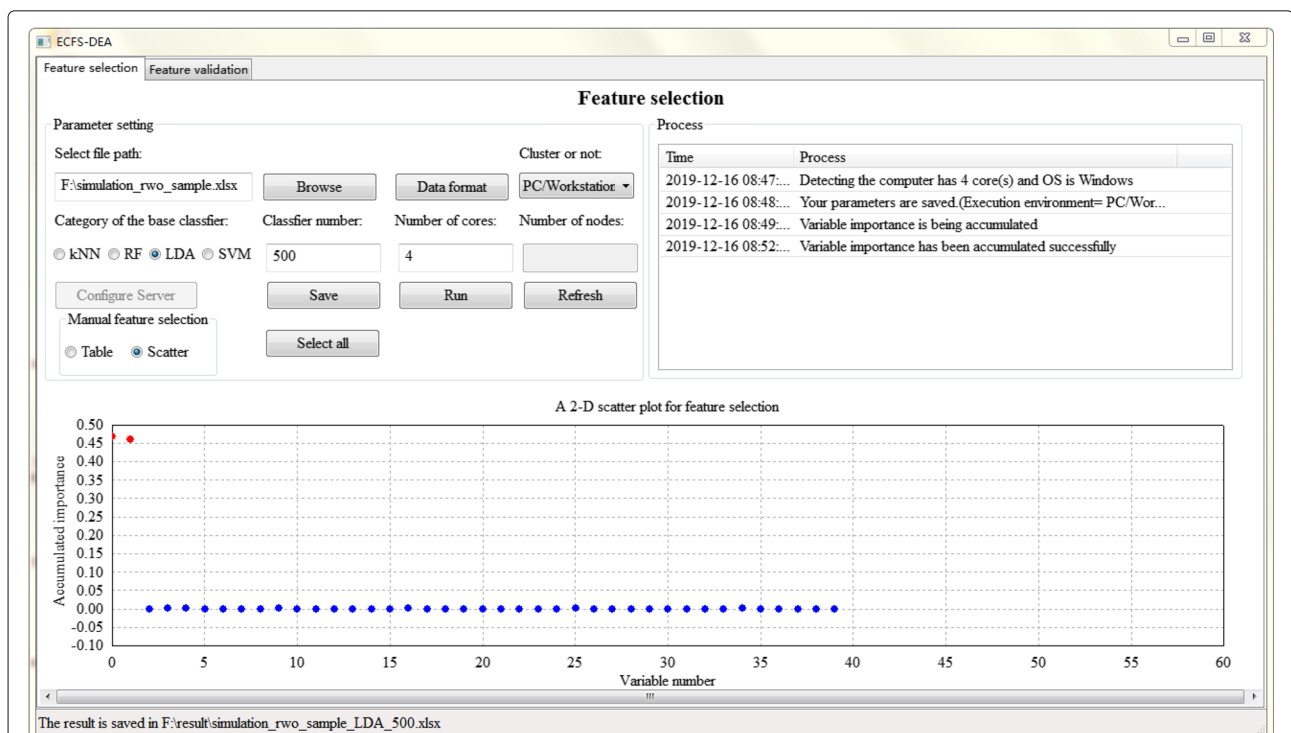 ECFS-DEA
Feature selection Feature validation
Feature selection
Parameter setting
Select file path: Cluster or not:
F:\simulation_rwo_sample.xlsx Browse Data format PC/Workstation
Category of the base classfier: Classfier number: Number of cores: Number of nodes:
kNN RF LDA SVM 500 4
Configure Server Save Run Refresh
Manual feature selection
Table Scatter Select all
Process
Time Process
2019-12-16 08:47:... Detecting the computer has 4 core(s) and OS is Windows
2019-12-16 08:48:... Your parameters are saved.(Execution environment= PC/Wor...
2019-12-16 08:49:... Variable importance is being accumulated
2019-12-16 08:52:... Variable importance has been accumulated successfully
A 2-D scatter plot for feature selection
Accumulated importance
0.50
0.45
0.40
0.35
0.30
0.25
0.20
0.15
0.10
0.05
0.00
-0.05
-0.10
0 5 10 15 20 25 30 35 40 45 50 55 60
Variable number
The result is saved in F:\result\simulation_rwo_sample_LDA_500.xlsx